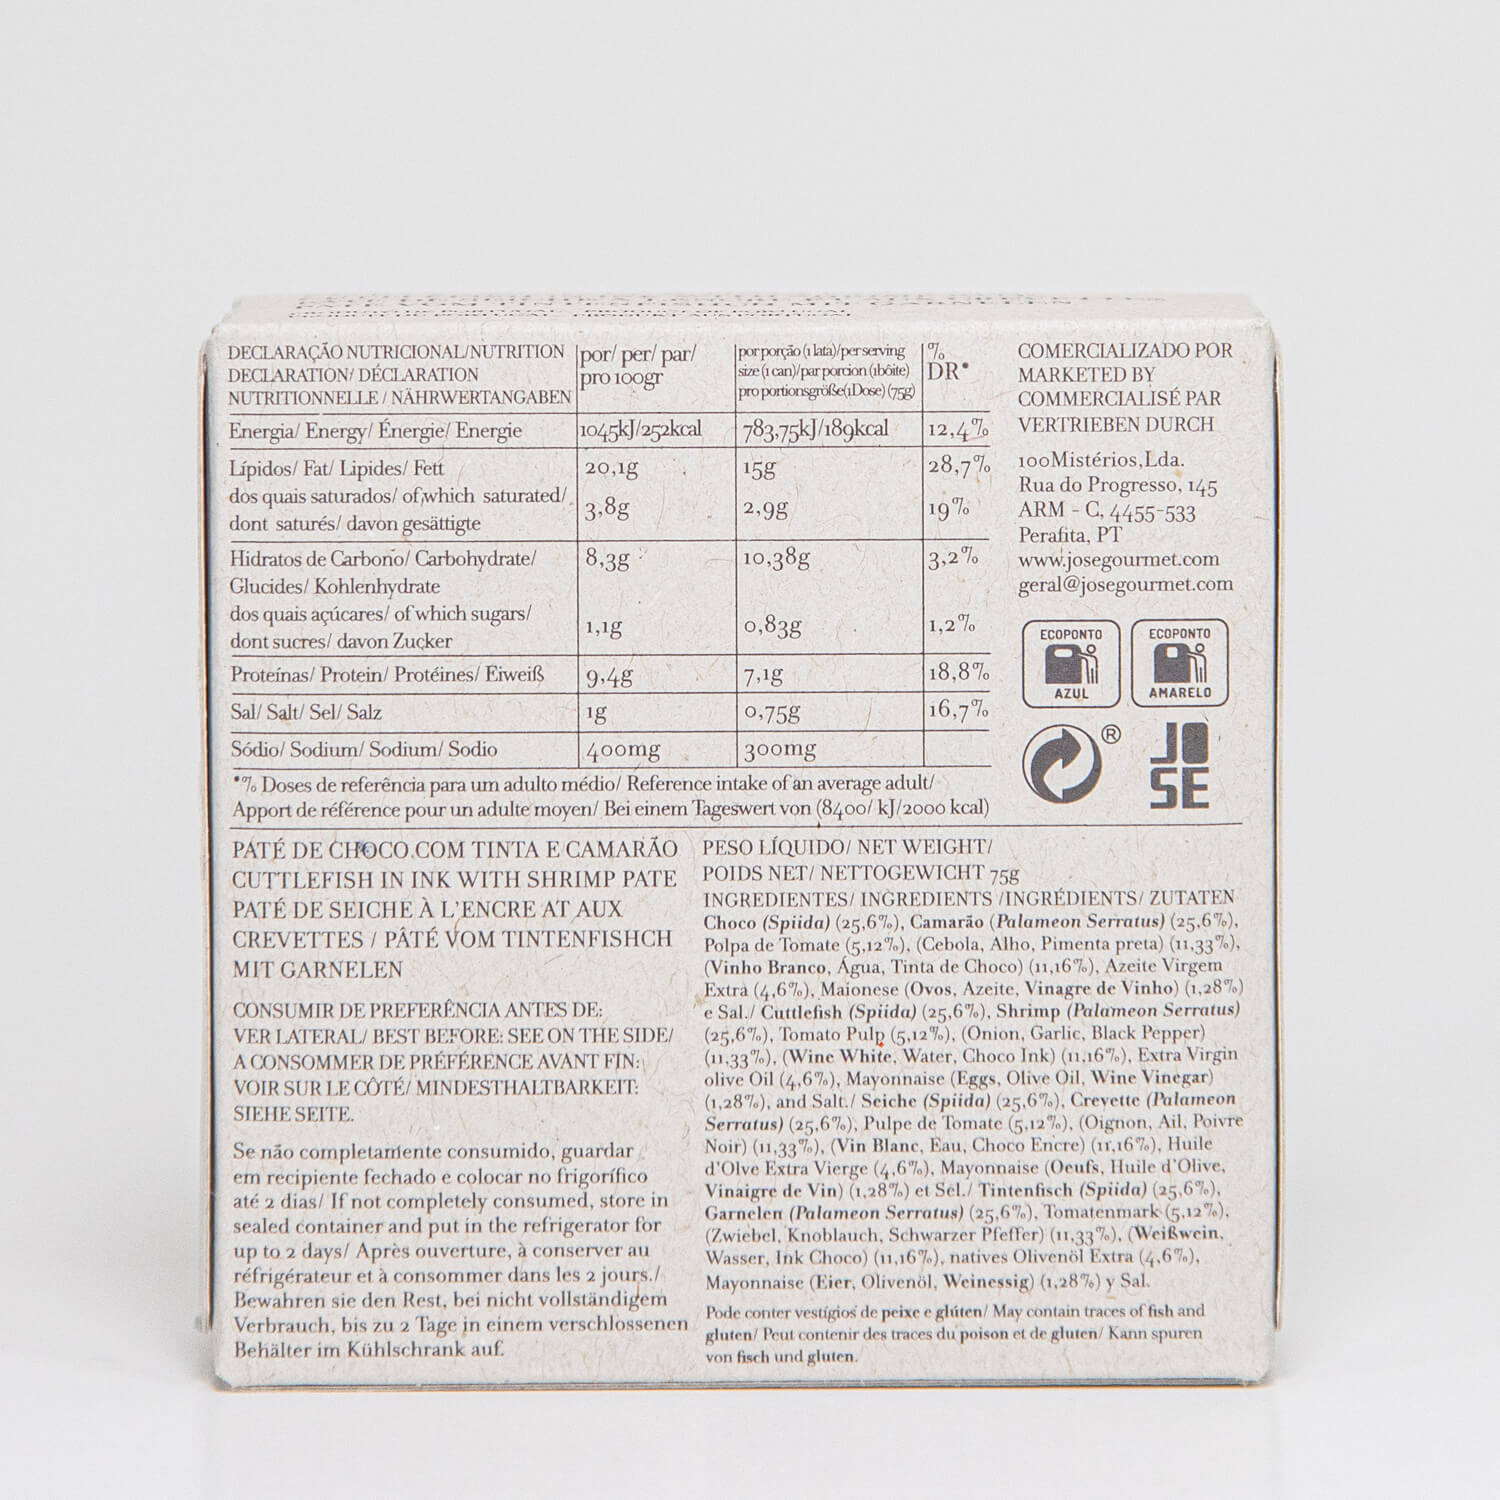 DECLARAÇÃO NUTRICIONAL/NUTRITION
DECLARATION/ DÉCLARATION
NUTRITIONNELLE / NÄHRWERTANGABEN
por/ per/ par/
pro 100gr
por porção (1 lata)/per serving
size (1 can)/par porcion (1bôite)
pro portionsgröße(1Dose) (75g)
%
DR*
Energia/ Energy/ Énergie/ Energie 1045kJ/252kcal 783,75kJ/189kcal 12,4%
Lípidos/ Fat/ Lipides/ Fett 20,1g 15g 28,7%
dos quais saturados/ of which saturated/
dont saturés/ davon gesättigte 3,8g 2,9g 19%
Hidratos de Carbono/ Carbohydrate/ 8,3g 10,38g 3,2%
Glucides/ Kohlenhydrate
dos quais açúcares/ of which sugars/
dont sucres/ davon Zucker 1,1g 0,83g 1,2%
Proteínas/ Protein/ Protéines/ Eiweiß 9,4g 7,1g 18,8%
Sal/ Salt/ Sel/ Salz 1g 0,75g 16,7%
Sódio/ Sodium/ Sodium/ Sodio 400mg 300mg
*% Doses de referência para um adulto médio/ Reference intake of an average adult/
Apport de référence pour un adulte moyen/ Bei einem Tageswert von (8400/ kJ/2000 kcal)
COMERCIALIZADO POR
MARKETED BY
COMMERCIALISÉ PAR
VERTRIEBEN DURCH
100Mistérios,Lda.
Rua do Progresso, 145
ARM - C, 4455-533
Perafita, PT
www.josegourmet.com
geral@josegourmet.com
ECOPONTO
AZUL
ECOPONTO
AMARELO
®
JO
SE
PATÉ DE CHOCO COM TINTA E CAMARÃO
CUTTLEFISH IN INK WITH SHRIMP PATE
PATÉ DE SEICHE À L'ENCRE AT AUX
CREVETTES / PÂTÉ VOM TINTENFISHCH
MIT GARNELEN
CONSUMIR DE PREFERÊNCIA ANTES DE:
VER LATERAL/ BEST BEFORE: SEE ON THE SIDE/
A CONSOMMER DE PRÉFÉRENCE AVANT FIN:
VOIR SUR LE CÔTÉ/ MINDESTHALTBARKEIT:
SIEHE SEITE.
Se não completamente consumido, guardar
em recipiente fechado e colocar no frigorífico
até 2 dias/ If not completely consumed, store in
sealed container and put in the refrigerator for
up to 2 days/ Après ouverture, à conserver au
réfrigérateur et à consommer dans les 2 jours./
Bewahren sie den Rest, bei nicht vollständigem
Verbrauch, bis zu 2 Tage in einem verschlossenen
Behälter im Kühlschrank auf.
PESO LÍQUIDO/ NET WEIGHT/
POIDS NET/ NETTOGEWICHT 75g
INGREDIENTES/ INGREDIENTS /INGRÉDIENTS/ ZUTATEN
Choco (Spiida) (25,6%), Camarão (Palameon Serratus) (25,6%),
Polpa de Tomate (5,12%), (Cebola, Alho, Pimenta preta) (11,33%),
(Vinho Branco, Água, Tinta de Choco) (11,16%), Azeite Virgem
Extra (4,6%), Maionese (Ovos, Azeite, Vinagre de Vinho) (1,28%)
e Sal./ Cuttlefish (Spiida) (25,6%), Shrimp (Palameon Serratus)
(25,6%), Tomato Pulp (5,12%), (Onion, Garlic, Black Pepper)
(11,33%), (Wine White, Water, Choco Ink) (11,16%), Extra Virgin
olive Oil (4,6%), Mayonnaise (Eggs, Olive Oil, Wine Vinegar)
(1,28%), and Salt./ Seiche (Spiida) (25,6%), Crevette (Palameon
Serratus) (25,6%), Pulpe de Tomate (5,12%), (Oignon, Ail, Poivre
Noir) (11,33%), (Vin Blanc, Eau, Choco Encre) (11,16%), Huile
d'Olve Extra Vierge (4,6%), Mayonnaise (Oeufs, Huile d'Olive,
Vinaigre de Vin) (1,28%) et Sel./ Tintenfisch (Spiida) (25,6%),
Garnelen (Palameon Serratus) (25,6%), Tomatenmark (5,12%),
(Zwiebel, Knoblauch, Schwarzer Pfeffer) (11,33%), (Weißwein,
Wasser, Ink Choco) (11,16%), natives Olivenöl Extra (4,6%),
Mayonnaise (Eier, Olivenöl, Weinessig) (1,28%) y Sal.
Pode conter vestígios de peixe e glúten/ May contain traces of fish and
gluten/ Peut contenir des traces du poison et de gluten/ Kann spuren
von fisch und gluten.